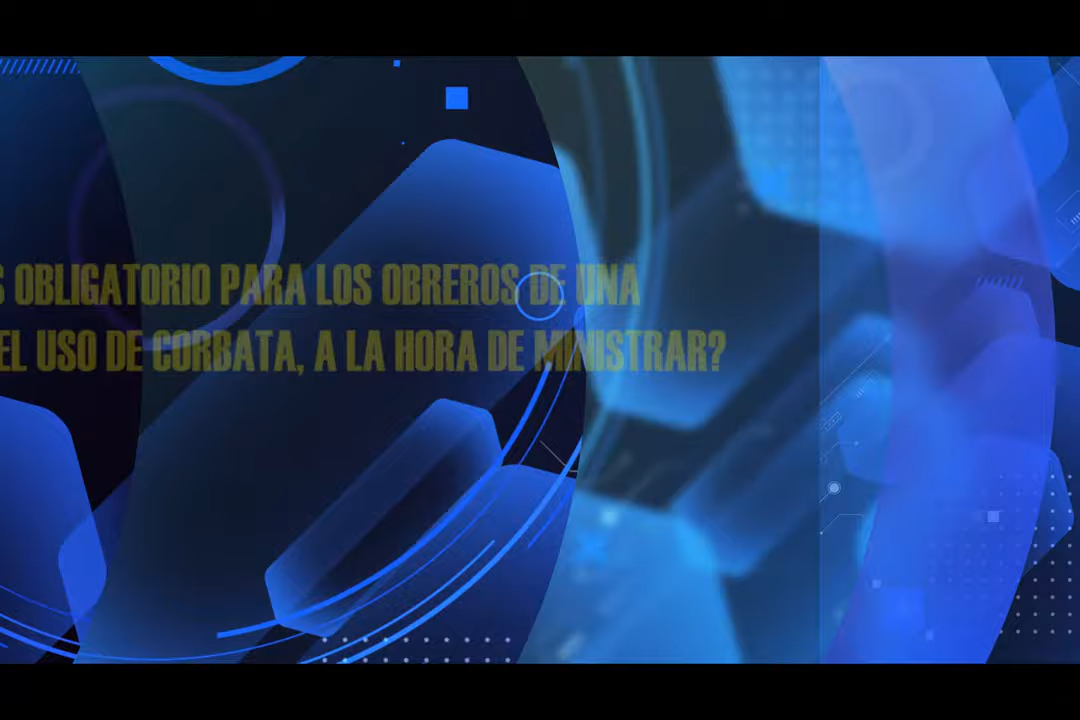 OBLIGATORIO PARA LOS OBREROS DE UNA
EL USO DE CORBATA, A LA HORA DE MINISTRAR?